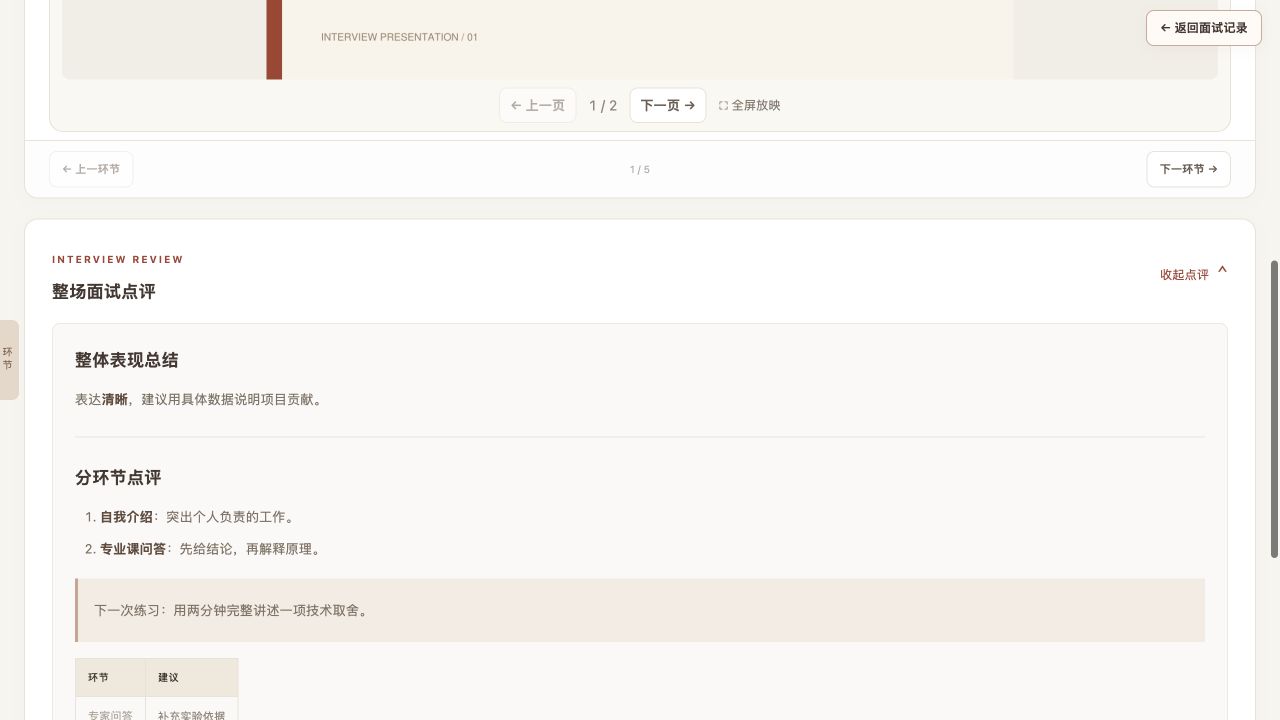 INTERVIEW PRESENTATION / 01
← 返回面试记录
← 上一页
1 / 2
下一页 →
全屏放映
← 上一环节
1 / 5
下一环节 →
INTERVIEW REVIEW
整场面试点评
收起点评
环节
整体表现总结
表达清晰，建议用具体数据说明项目贡献。
分环节点评
1. 自我介绍：突出个人负责的工作。
2. 专业课问答：先给结论，再解释原理。
下一次练习：用两分钟完整讲述一项技术取舍。
环节 建议
专家问答 补充实验依据